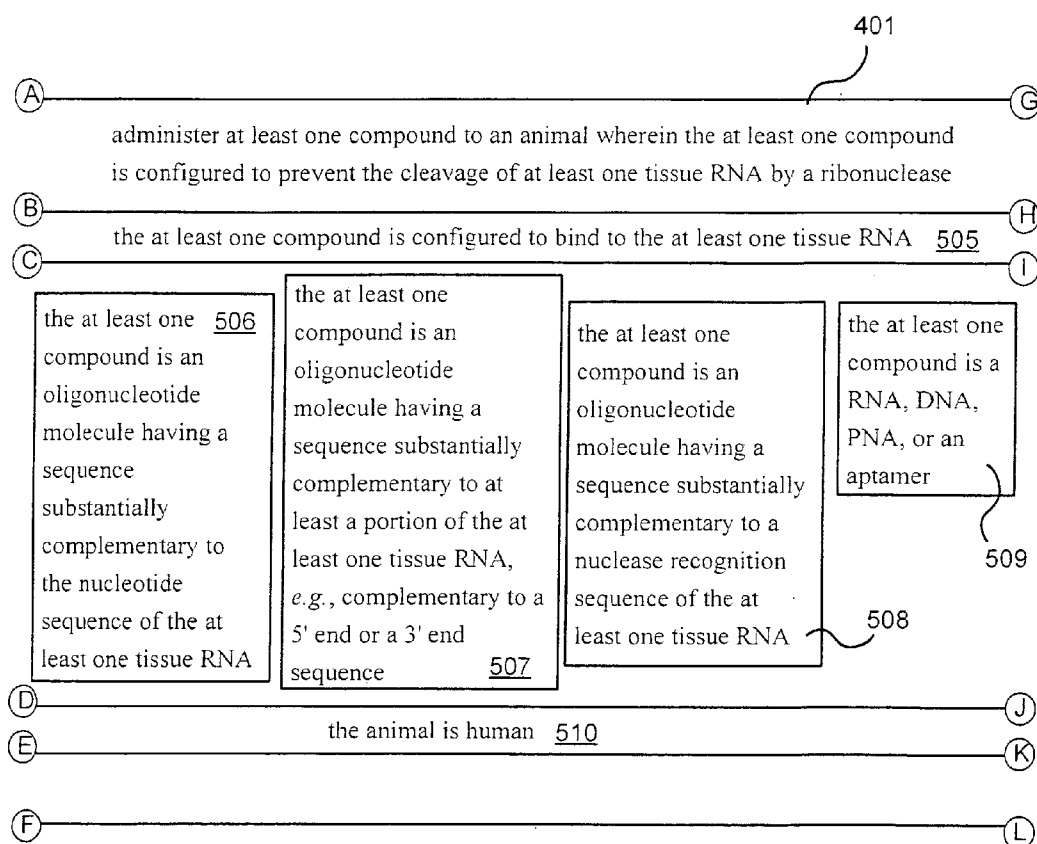 401
A G
administer at least one compound to an animal wherein the at least one compound
is configured to prevent the cleavage of at least one tissue RNA by a ribonuclease
B H
the at least one compound is configured to bind to the at least one tissue RNA 505
C I
the at least one 506
compound is an
oligonucleotide
molecule having a
sequence
substantially
complementary to
the nucleotide
sequence of the at
least one tissue RNA
the at least one
compound is an
oligonucleotide
molecule having a
sequence substantially
complementary to at
least a portion of the at
least one tissue RNA,
e.g., complementary to a
5' end or a 3' end
sequence 507
the at least one
compound is an
oligonucleotide
molecule having a
sequence substantially
complementary to a
nuclease recognition
sequence of the at
least one tissue RNA
508
the at least one
compound is a
RNA, DNA,
PNA, or an
aptamer
509
D J
the animal is human 510
E K
F L